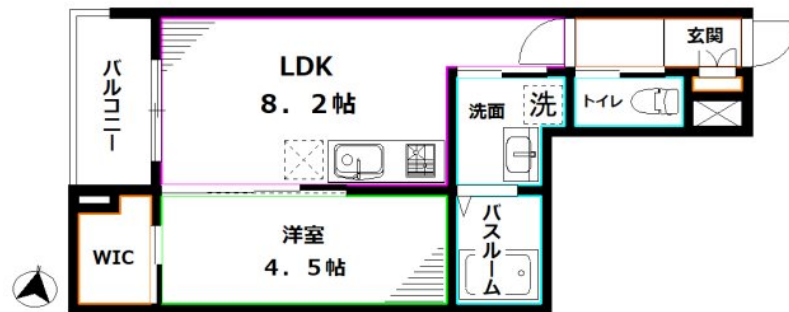 玄関
LDK
8.2帖
バルコニー
洗面
洗
トイレ
洋室
4.5帖
WIC
バスルーム